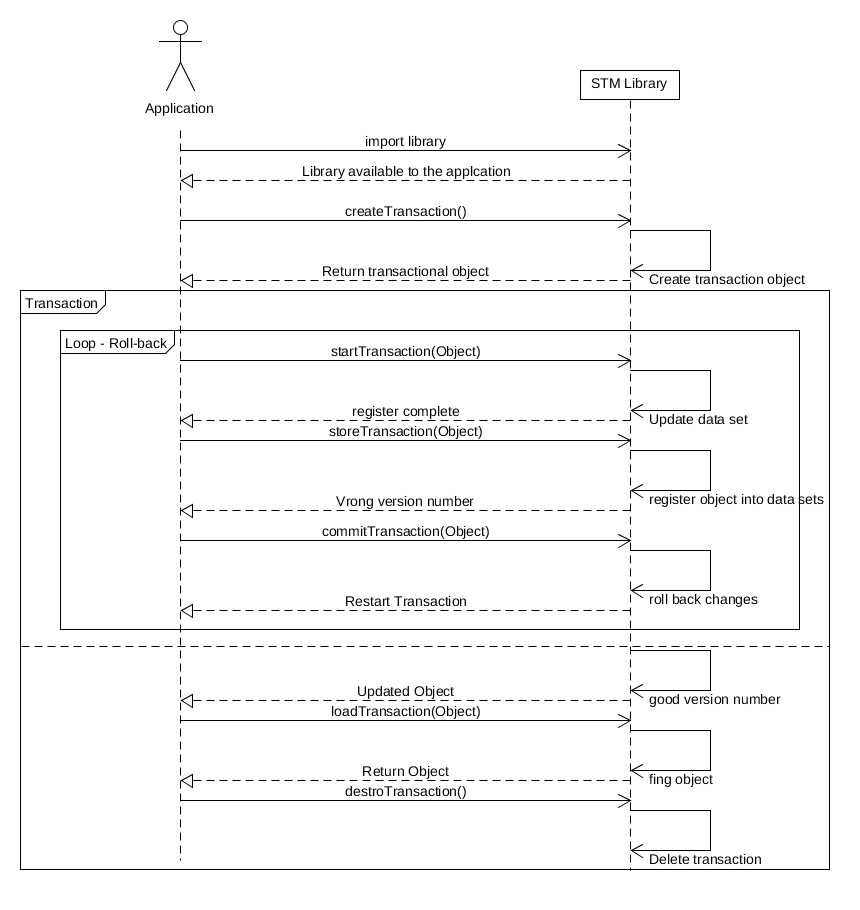 Application
STM Library
import library
Library available to the applcation
createTransaction()
Create transaction object
Return transactional object
Transaction
Loop - Roll-back
startTransaction(Object)
Update data set
register complete
storeTransaction(Object)
register object into data sets
Vrong version number
commitTransaction(Object)
roll back changes
Restart Transaction
good version number
Updated Object
loadTransaction(Object)
fing object
Return Object
destroTransaction()
Delete transaction